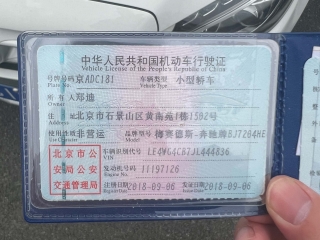 中华人民共和国机动车行驶证
Vehicle License of the People's Republic of China
号牌号码 京ADC181 车辆类型 小型轿车
Plate No. Vehicle Type
所有人 郑迪
Owner
住址 北京市石景山区黄南苑 栋1502号
Address
使用性质 非营运 品牌型号 梅赛德斯-奔驰牌BJ7204HE
北京市公 车辆识别代号 LE4WG4CB7JL444836
VIN
安局公安 发动机号码 11197126
Engine No.
交通管理局 注册日期 2018-09-06 发证日期 2018-09-06
Register Date Issue Date